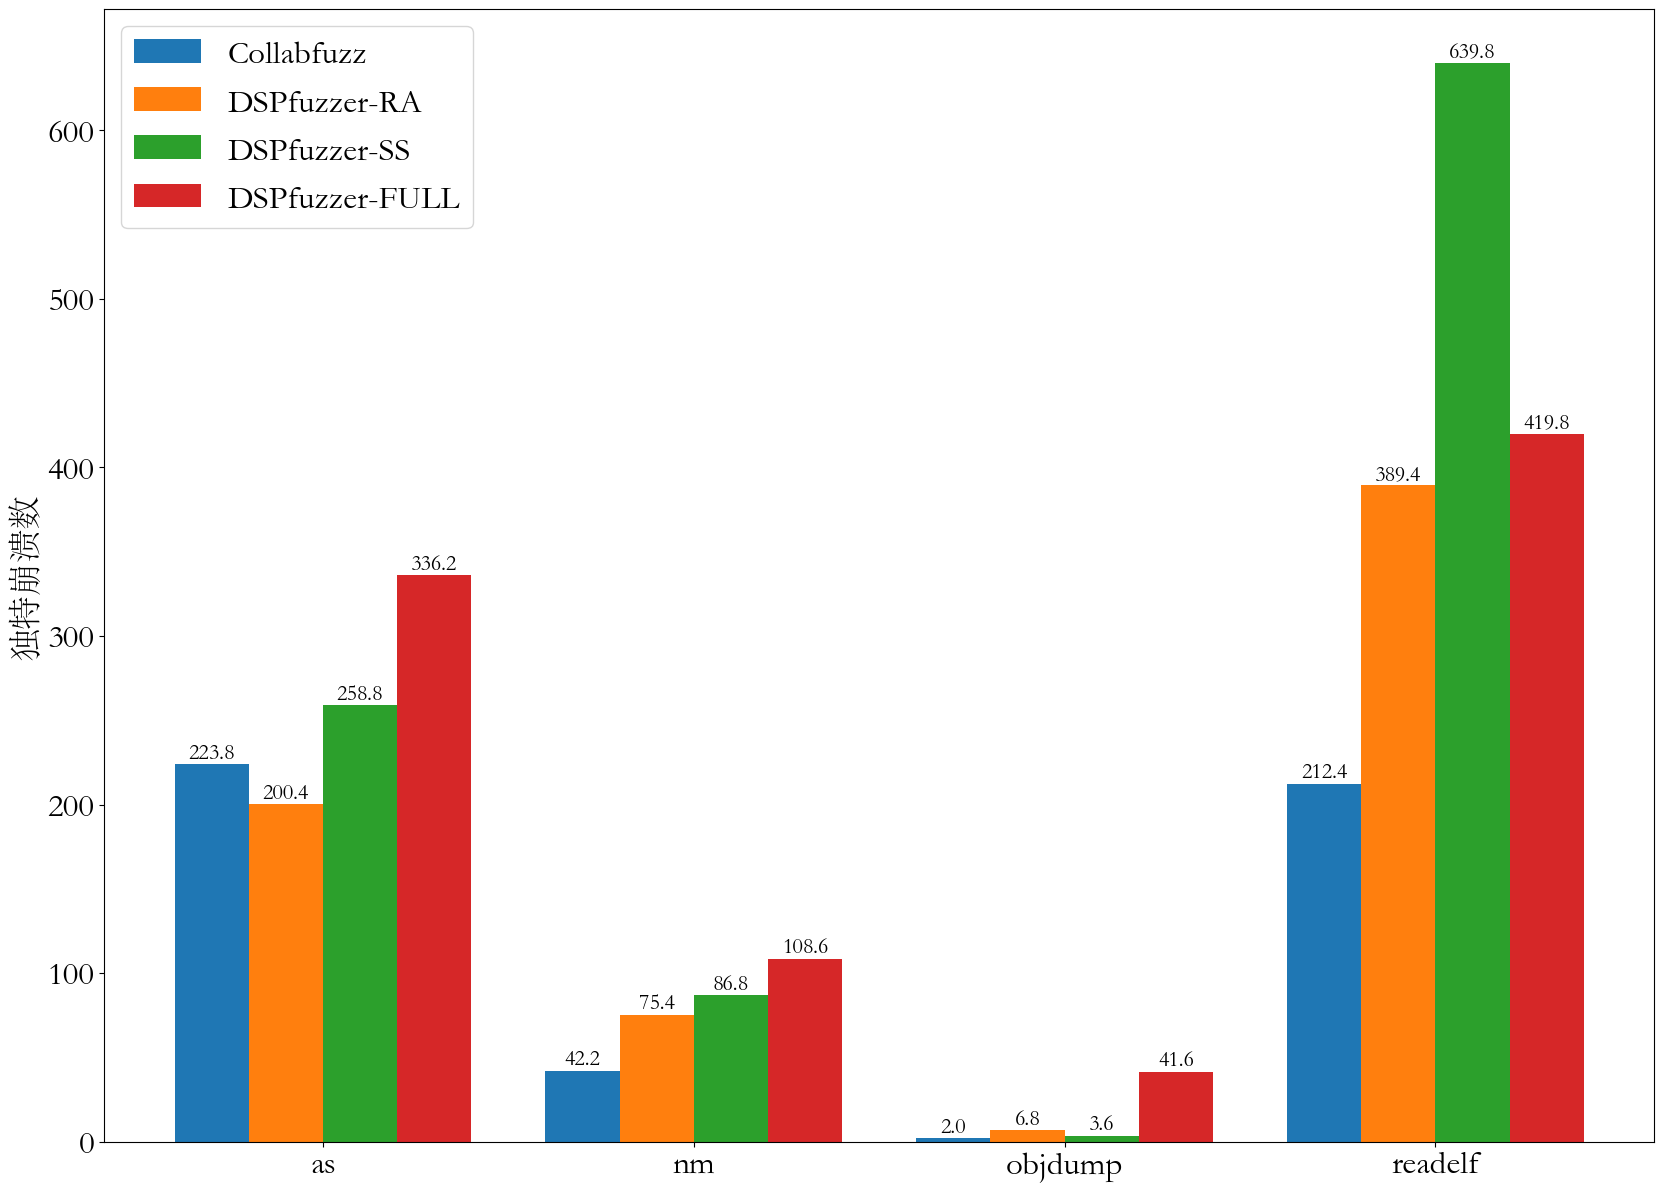 Collabfuzz
DSPfuzzer-RA
DSPfuzzer-SS
DSPfuzzer-FULL
独特崩溃数
600
500
400
300
200
100
0
223.8
200.4
258.8
336.2
42.2
75.4
86.8
108.6
2.0
6.8
3.6
41.6
212.4
389.4
639.8
419.8
as
nm
objdump
readelf